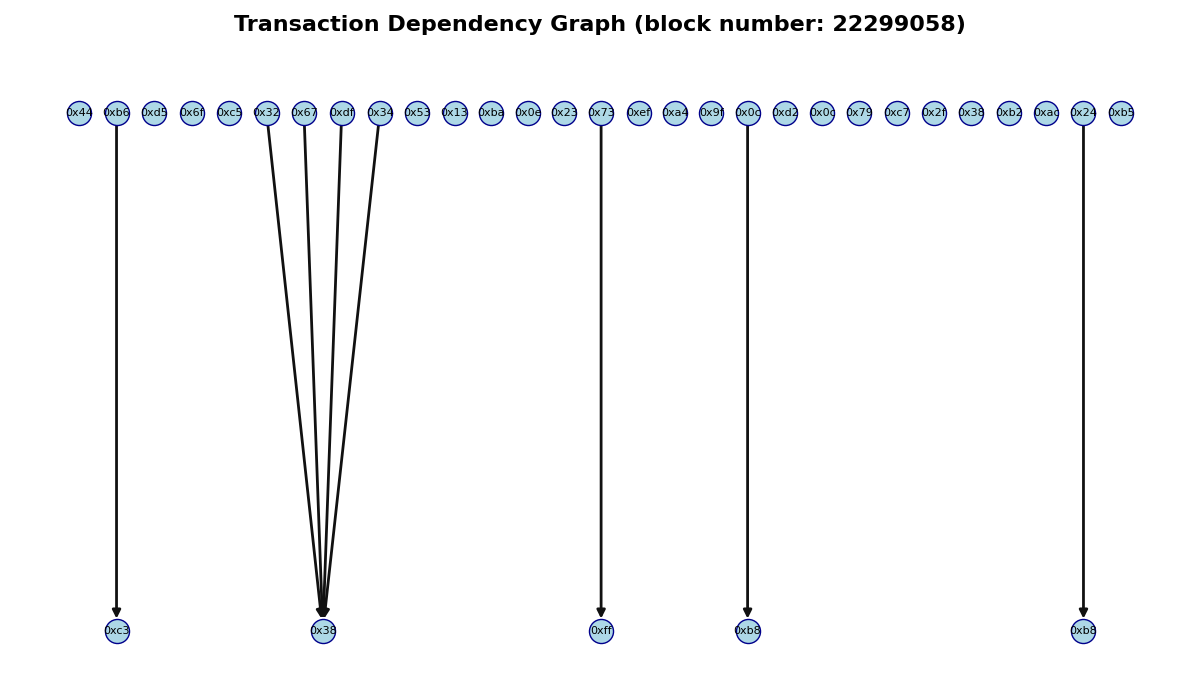 Transaction Dependency Graph (block number: 22299058)
0x44 0xb6 0xd5 0x6f 0xc5 0x32 0x67 0xdf 0x34 0x53 0x13 0xba 0x0e 0x23 0x73 0xef 0xa4 0x9f 0x0c 0xd2 0x0c 0x79 0xc7 0x2f 0x38 0xb2 0xac 0x24 0xb5
0xc3 0x38 0xff 0xb8 0xb8